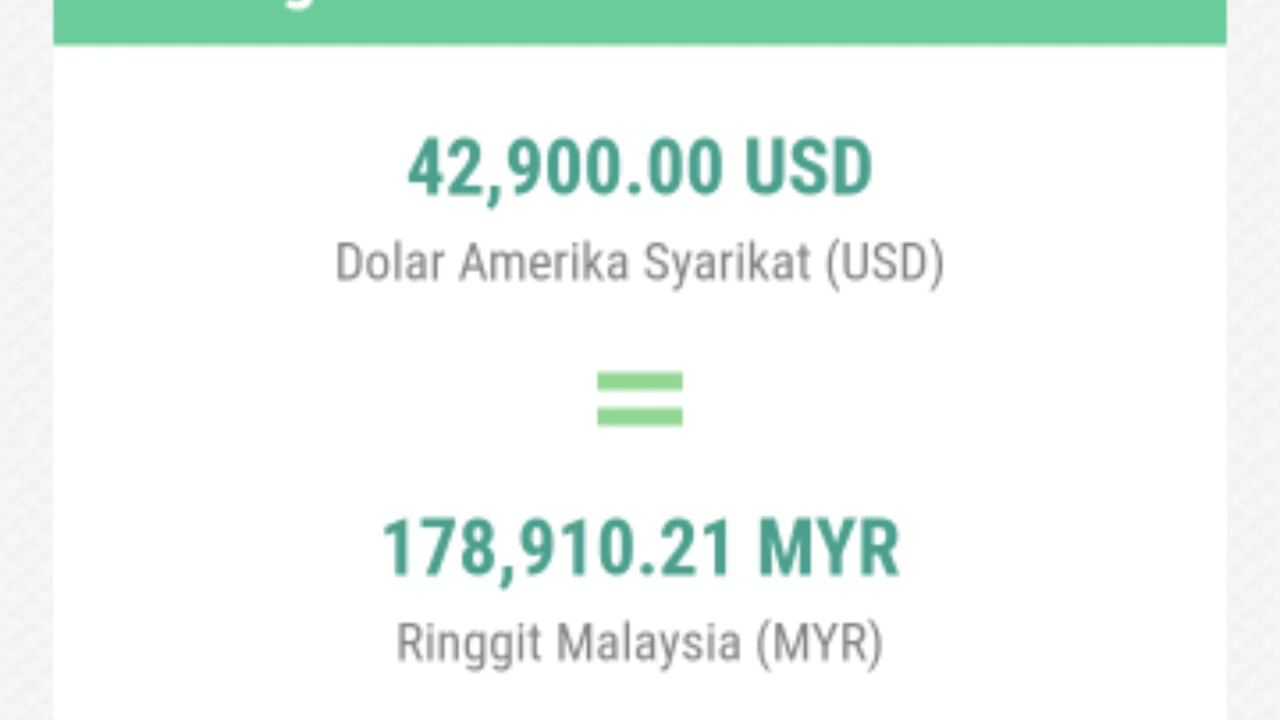 42,900.00 USD
Dolar Amerika Syarikat (USD)
=
178,910.21 MYR
Ringgit Malaysia (MYR)